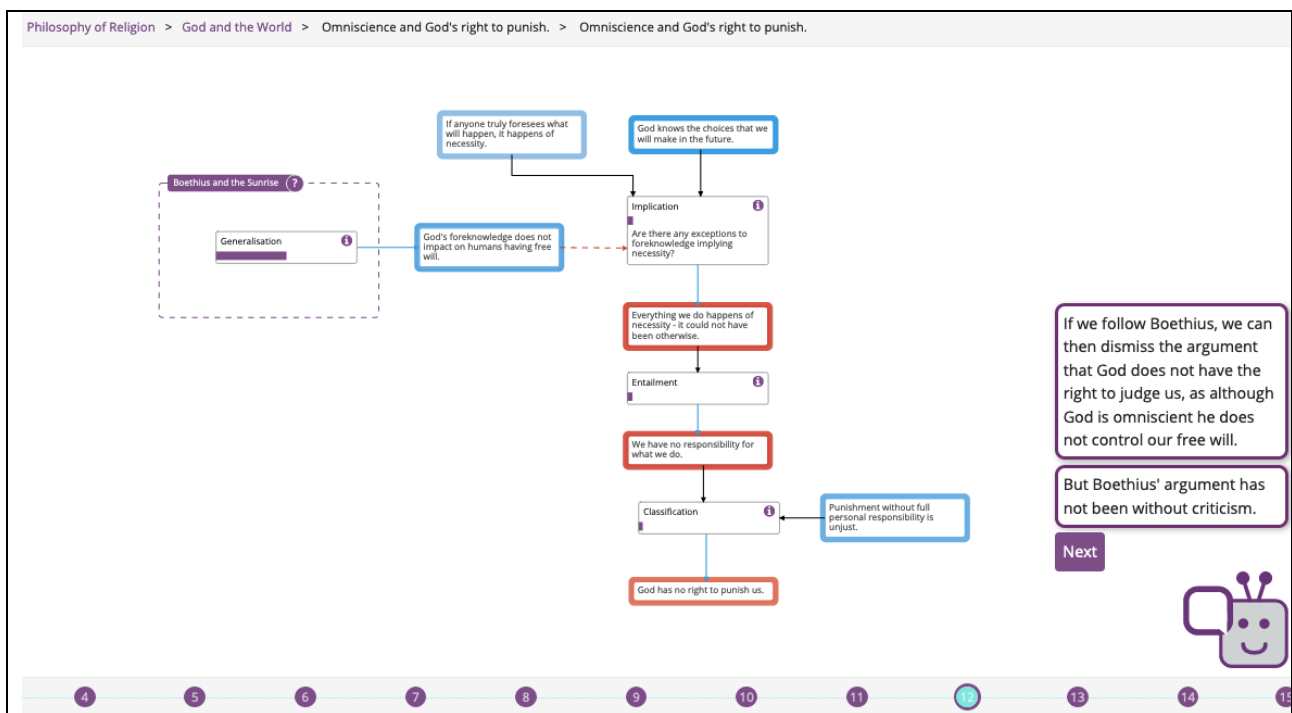 Philosophy of Religion > God and the World > Omniscience and God's right to punish. > Omniscience and God's right to punish.
If anyone truly foresees what
will happen, it happens of
necessity.
God knows the choices that we
will make in the future.
Boethius and the Sunrise ?
Generalisation i
God's foreknowledge does not
impact on humans having free
will.
Implication i
Are there any exceptions to
foreknowledge implying
necessity?
Everything we do happens of
necessity - it could not have
been otherwise.
Entailment i
We have no responsibility for
what we do.
Classification i
Punishment without full
personal responsibility is
unjust.
God has no right to punish us.
If we follow Boethius, we can
then dismiss the argument
that God does not have the
right to judge us, as although
God is omniscient he does
not control our free will.
But Boethius' argument has
not been without criticism.
Next
4 5 6 7 8 9 10 11 12 13 14 15